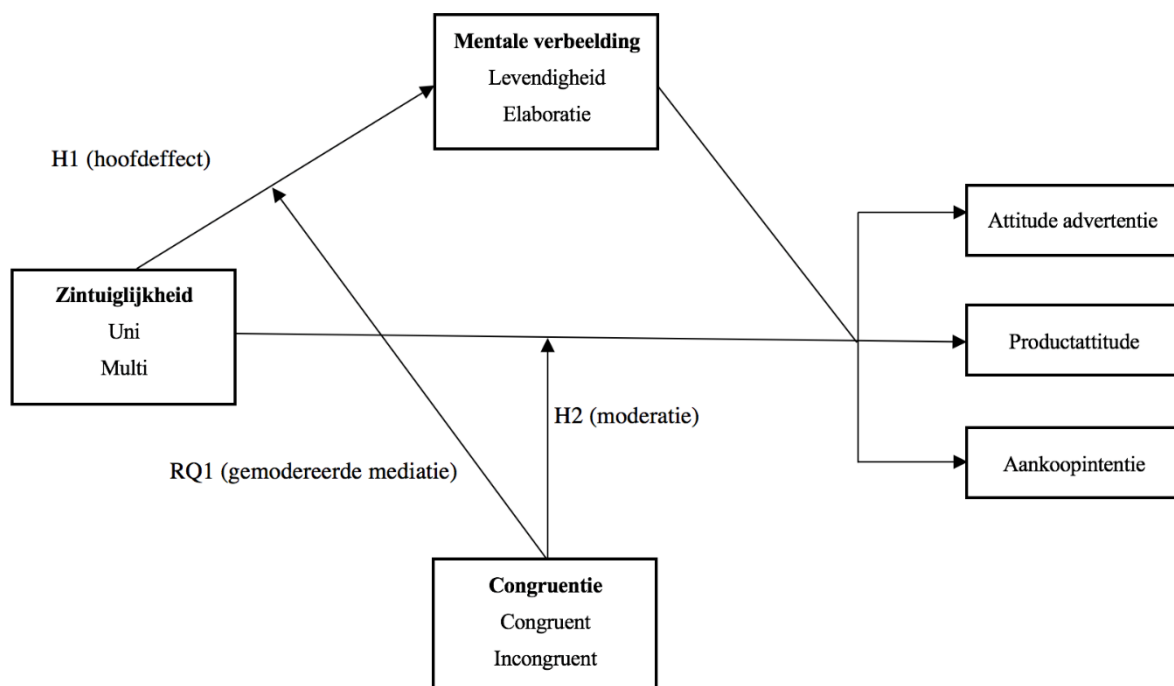 Mentale verbeelding
Levendigheid
Elaboratie
H1 (hoofdeffect)
Attitude advertentie
Zintuiglijkheid
Uni
Multi
Productattitude
H2 (moderatie)
RQ1 (gemodereerde mediatie)
Aankoopintentie
Congruentie
Congruent
Incongruent